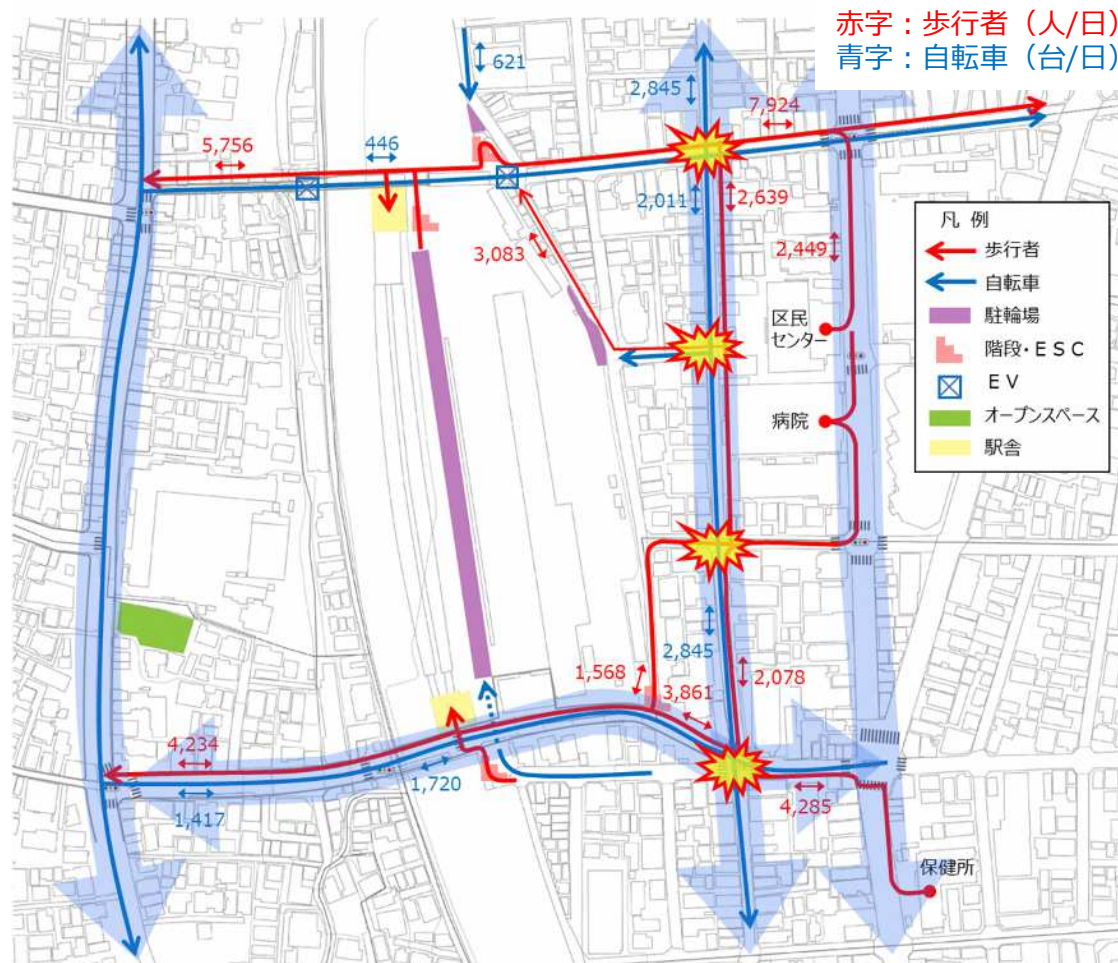 赤字：歩行者（人/日）
青字：自転車（台/日）
621
2,845
7,924
5,756
446
2,011
2,639
3,083
2,449
凡 例
歩行者
自転車
駐輪場
階段・ＥＳＣ
ＥＶ
オープンスペース
駅舎
区民
センター
病院
1,568
2,845
2,078
3,861
4,234
1,720
1,417
4,285
保健所